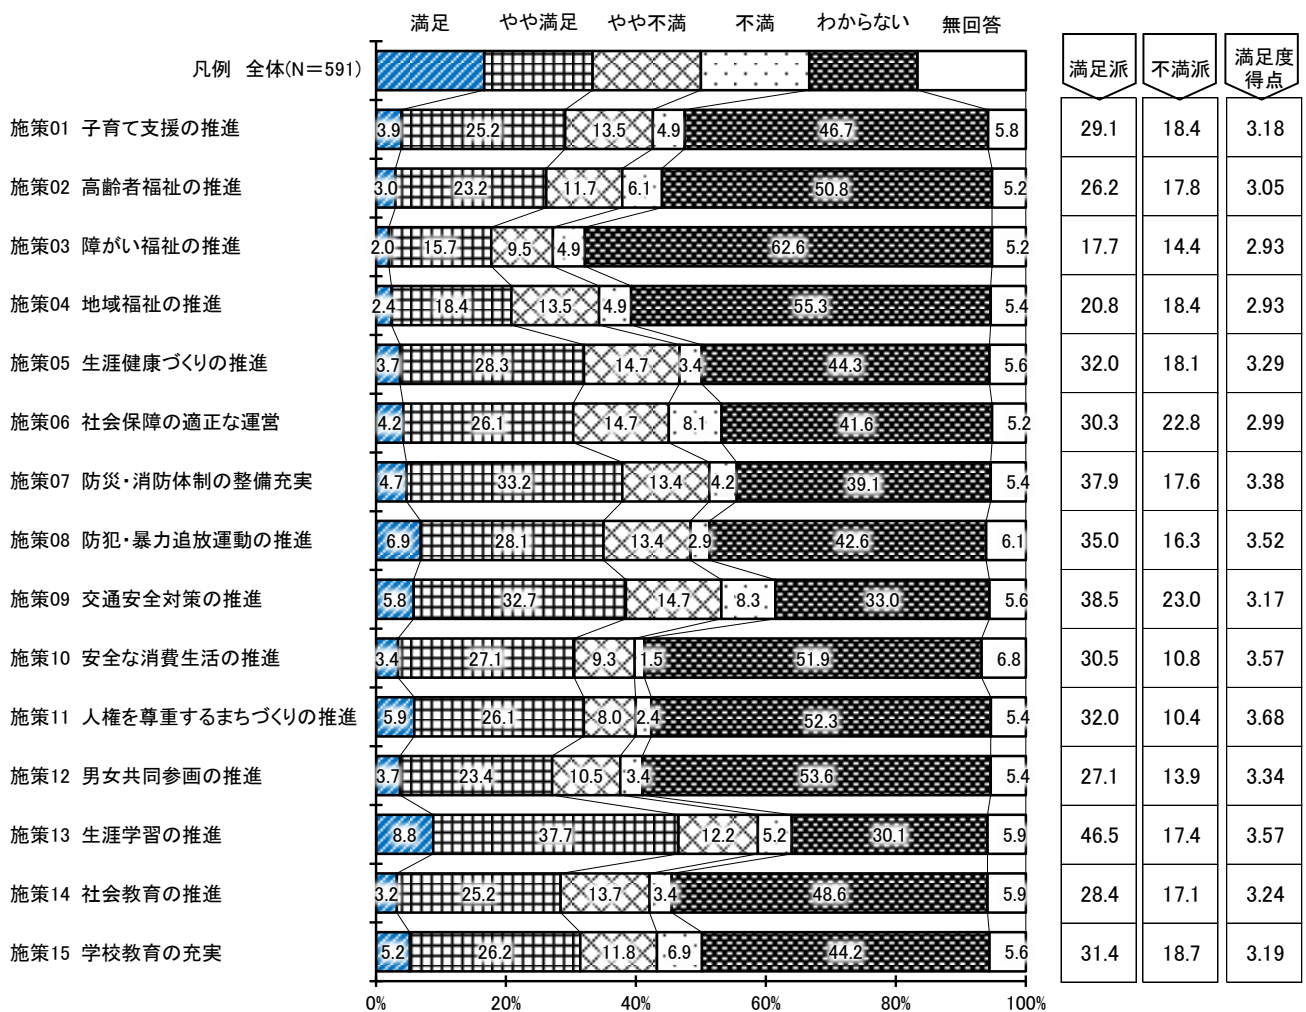 満足 やや満足 やや不満 不満 わからない 無回答
凡例 全体(N=591) 満足派 不満派 満足度
得点
施策01 子育て支援の推進 3.9 25.2 13.5 4.9 46.7 5.8 29.1 18.4 3.18
施策02 高齢者福祉の推進 3.0 23.2 11.7 6.1 50.8 5.2 26.2 17.8 3.05
施策03 障がい福祉の推進 2.0 15.7 9.5 4.9 62.6 5.2 17.7 14.4 2.93
施策04 地域福祉の推進 2.4 18.4 13.5 4.9 55.3 5.4 20.8 18.4 2.93
施策05 生涯健康づくりの推進 3.7 28.3 14.7 3.4 44.3 5.6 32.0 18.1 3.29
施策06 社会保障の適正な運営 4.2 26.1 14.7 8.1 41.6 5.2 30.3 22.8 2.99
施策07 防災・消防体制の整備充実 4.7 33.2 13.4 4.2 39.1 5.4 37.9 17.6 3.38
施策08 防犯・暴力追放運動の推進 6.9 28.1 13.4 2.9 42.6 6.1 35.0 16.3 3.52
施策09 交通安全対策の推進 5.8 32.7 14.7 8.3 33.0 5.6 38.5 23.0 3.17
施策10 安全な消費生活の推進 3.4 27.1 9.3 1.5 51.9 6.8 30.5 10.8 3.57
施策11 人権を尊重するまちづくりの推進 5.9 26.1 8.0 2.4 52.3 5.4 32.0 10.4 3.68
施策12 男女共同参画の推進 3.7 23.4 10.5 3.4 53.6 5.4 27.1 13.9 3.34
施策13 生涯学習の推進 8.8 37.7 12.2 5.2 30.1 5.9 46.5 17.4 3.57
施策14 社会教育の推進 3.2 25.2 13.7 3.4 48.6 5.9 28.4 17.1 3.24
施策15 学校教育の充実 5.2 26.2 11.8 6.9 44.2 5.6 31.4 18.7 3.19
0% 20% 40% 60% 80% 100%